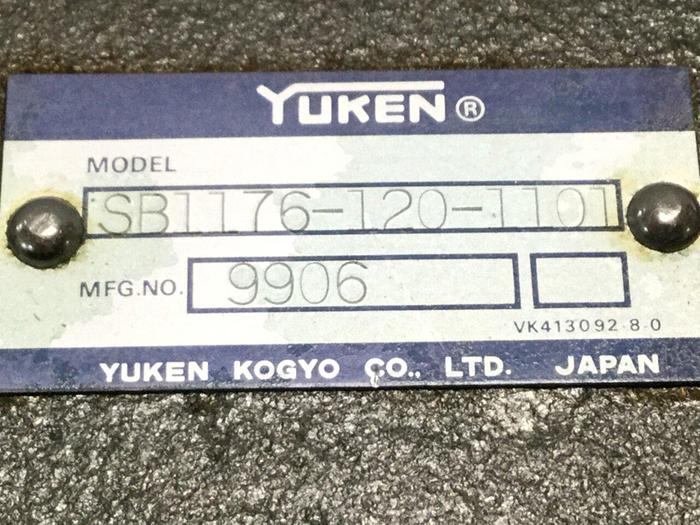 YUKEN®
MODEL
SB1176-120-1101
MFG.NO. 9906
VK413092-8-0
YUKEN KOGYO CO., LTD. JAPAN